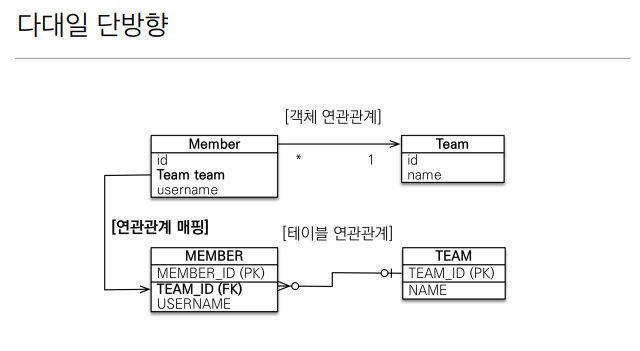 다대일 단방향
[객체 연관관계]
Member
id
Team team
username
* 1
Team
id
name
[연관관계 매핑]
[테이블 연관관계]
MEMBER
MEMBER_ID (PK)
TEAM_ID (FK)
USERNAME
TEAM
TEAM_ID (PK)
NAME